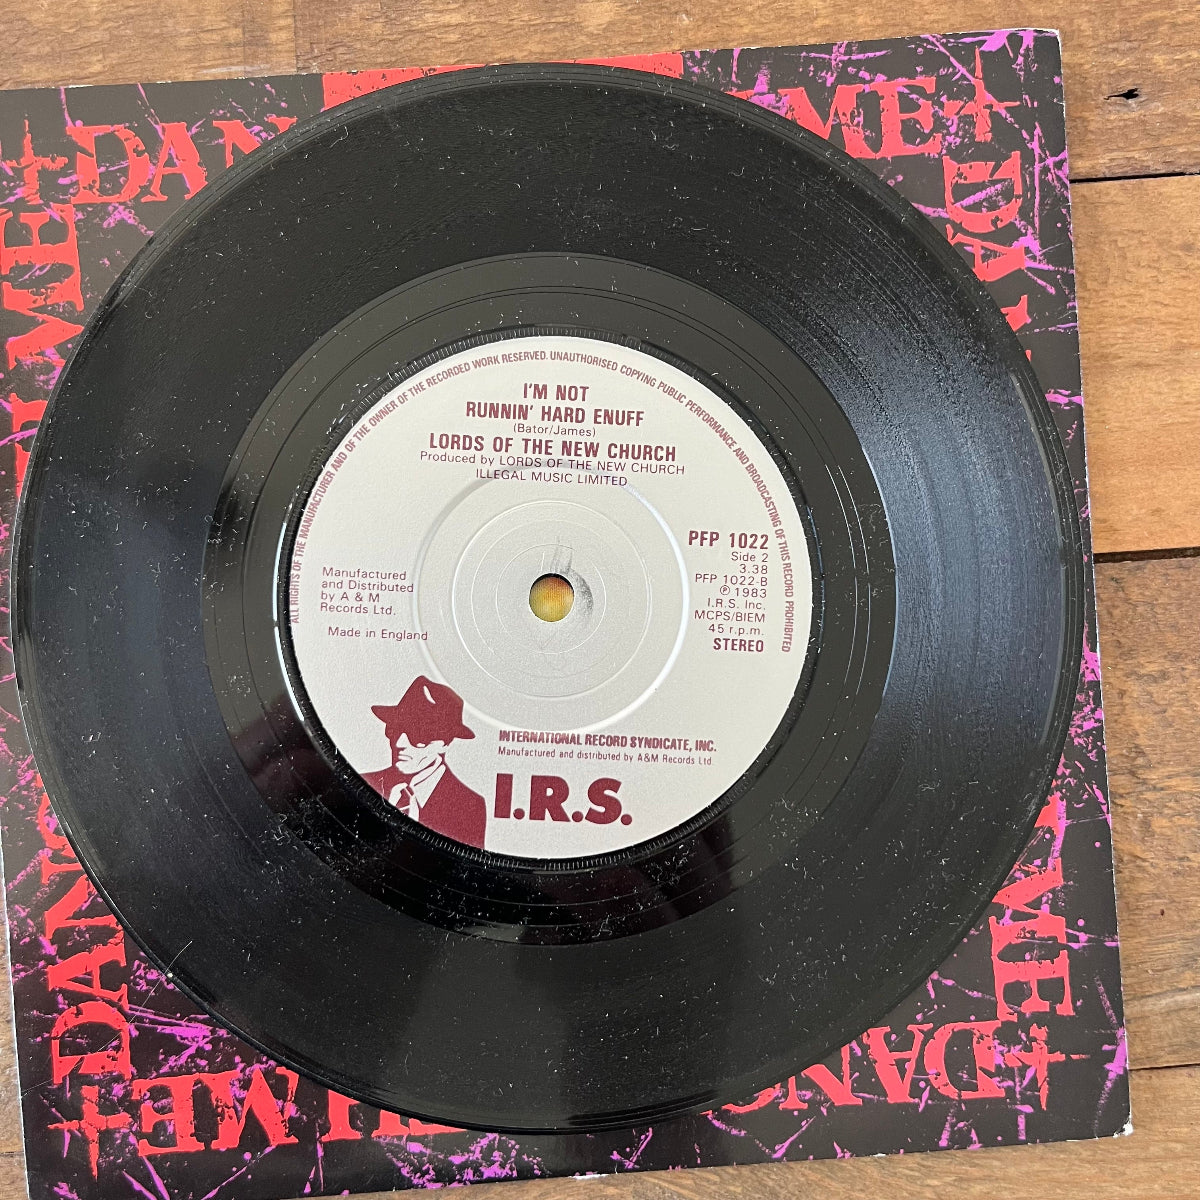 ALL RIGHTS OF THE MANUFACTURER AND OF THE OWNER OF THE RECORDED WORK RESERVED. UNAUTHORISED COPYING PUBLIC PERFORMANCE AND BROADCASTING OF THIS RECORD PROHIBITED
I'M NOT
RUNNIN' HARD ENUFF
(Bator/James)
LORDS OF THE NEW CHURCH
Produced by LORDS OF THE NEW CHURCH
ILLEGAL MUSIC LIMITED
PFP 1022
Side 2
3.38
PFP 1022-B
℗ 1983
I.R.S. Inc.
MCPS/BIEM
45 r.p.m.
STEREO
Manufactured
and Distributed
by A & M
Records Ltd.
Made in England
INTERNATIONAL RECORD SYNDICATE, INC.
Manufactured and distributed by A&M Records Ltd.
I.R.S.
ME
ME
ME
ME